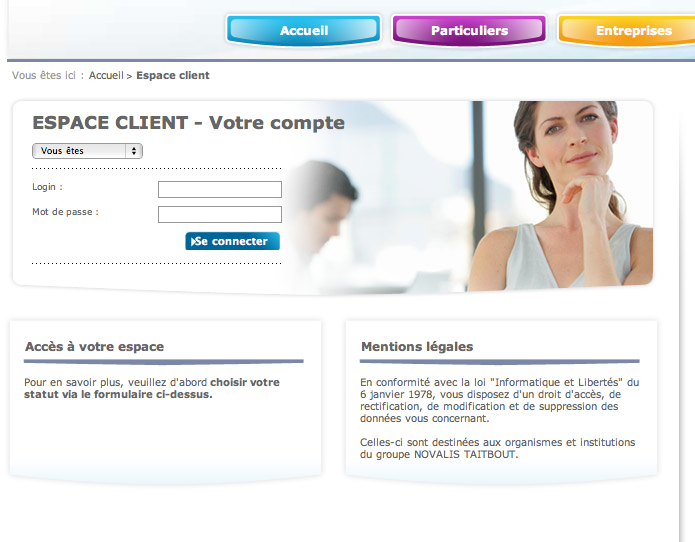 Accueil
Particuliers
Entreprises
Vous êtes ici : Accueil > Espace client
ESPACE CLIENT - Votre compte
Vous êtes
Login :
Mot de passe :
Se connecter
Accès à votre espace
Pour en savoir plus, veuillez d'abord choisir votre
statut via le formulaire ci-dessus.
Mentions légales
En conformité avec la loi "Informatique et Libertés" du
6 janvier 1978, vous disposez d'un droit d'accès, de
rectification, de modification et de suppression des
données vous concernant.
Celles-ci sont destinées aux organismes et institutions
du groupe NOVALIS TAITBOUT.